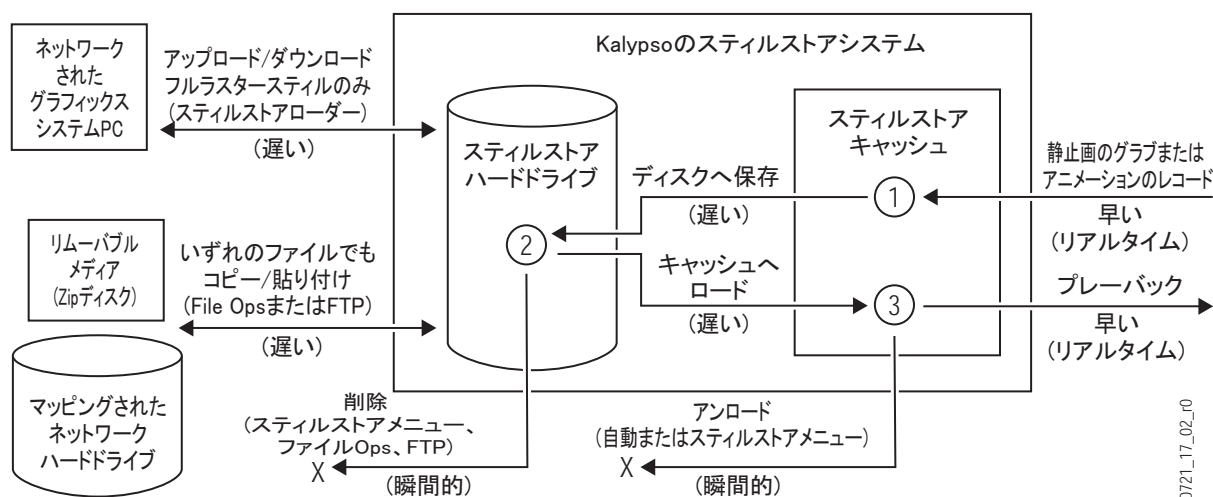 Kalypsoのスティルストアシステム
ネットワーク
された
グラフィックス
システムPC
アップロード/ダウンロード
フルラスタースティルのみ
(スティルストアローダー)
(遅い)
スティルストア
ハードドライブ
②
スティルストア
キャッシュ
①
③
ディスクへ保存
(遅い)
キャッシュへ
ロード
(遅い)
静止画のグラブまたは
アニメーションのレコード
早い
(リアルタイム)
プレーバック
早い
(リアルタイム)
リムーバブル
メディア
(Zipディスク)
いずれのファイルでも
コピー/貼り付け
(File OpsまたはFTP)
(遅い)
マッピングされた
ネットワーク
ハードドライブ
削除
(スティルストアメニュー、
ファイルOps、FTP)
X
(瞬間的)
アンロード
(自動またはスティルストアメニュー)
X
(瞬間的)
0721_17_02_r0